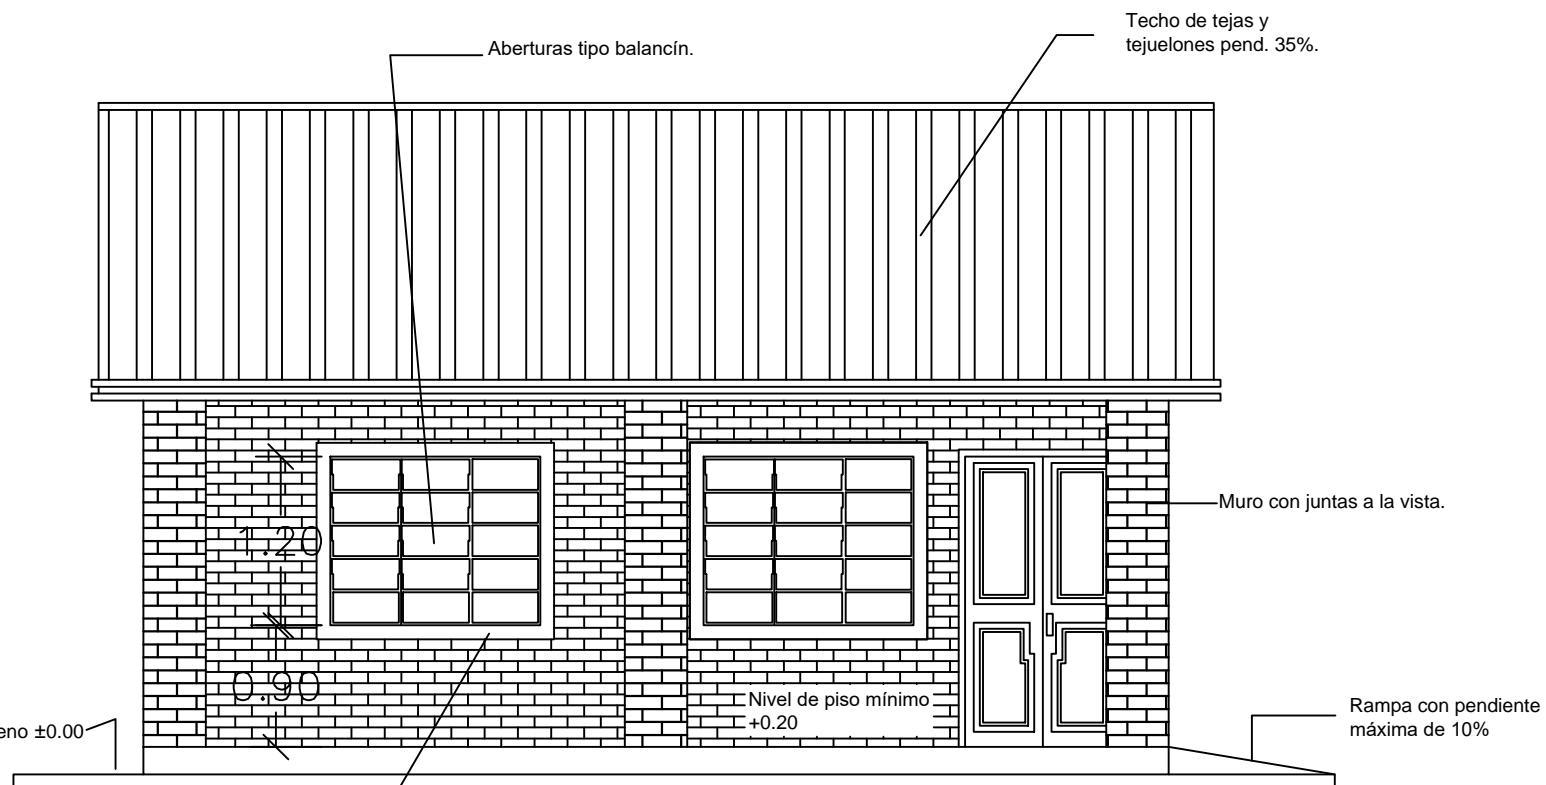 Techo de tejas y
tejuelones pend. 35%.
Aberturas tipo balancín.
Muro con juntas a la vista.
1.20
0.90
Nivel de piso mínimo
+0.20
±0.00
Rampa con pendiente
máxima de 10%